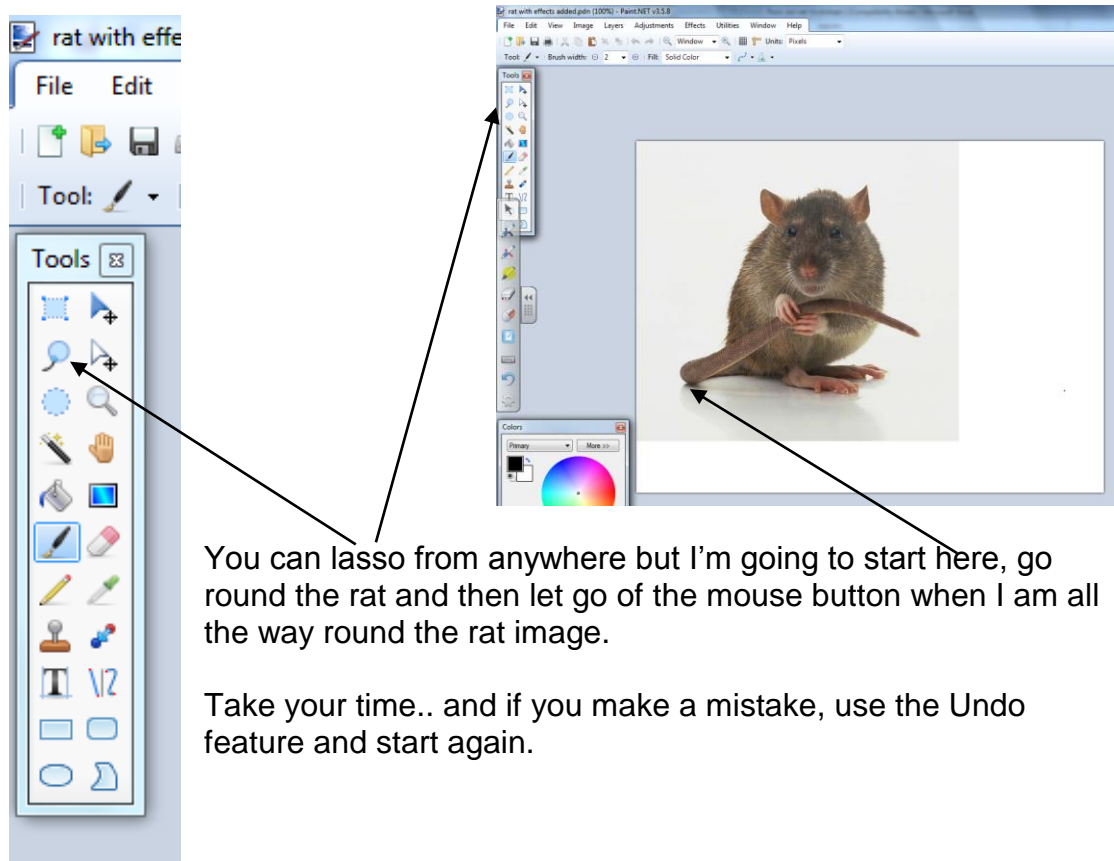 rat with effe
File Edit
Tool:
Tools
rat with effects added.pdn (100%) - Paint.NET v3.5.8
File Edit View Image Layers Adjustments Effects Utilities Window Help
Window Units: Pixels
Tool: Brush width: 2 Fill: Solid Color
Tools
Colors
Primary More >>
You can lasso from anywhere but I’m going to start here, go
round the rat and then let go of the mouse button when I am all
the way round the rat image.
Take your time.. and if you make a mistake, use the Undo
feature and start again.